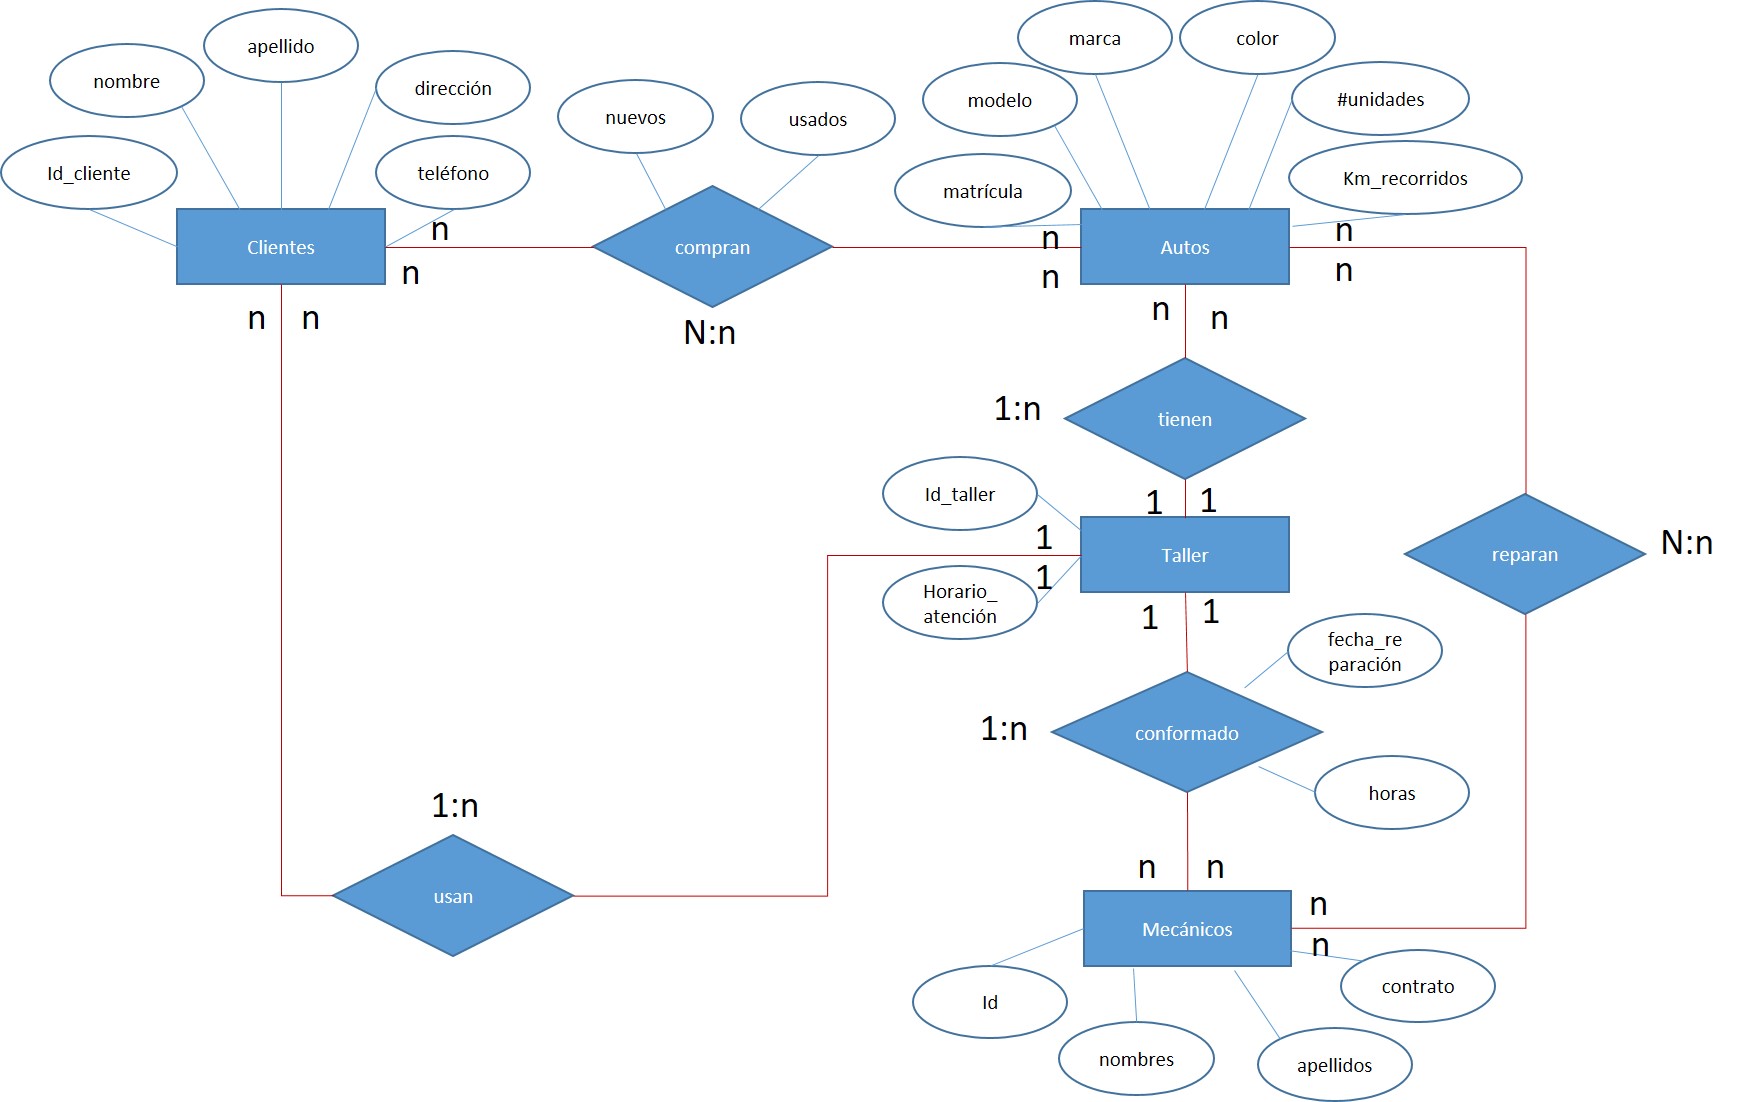 marca
color
apellido
nombre
dirección
modelo
#unidades
nuevos
usados
Id_cliente
teléfono
matrícula
Km_recorridos
Clientes
n
n
compran
N:n
n
n
Autos
n
n
n
n
n
n
1:n
tienen
1
1
Id_taller
1
1
Taller
Horario_
atención
reparan
N:n
1
1
fecha_re
paración
1:n
conformado
horas
1:n
usan
n
n
Mecánicos
n
n
Id
contrato
nombres
apellidos